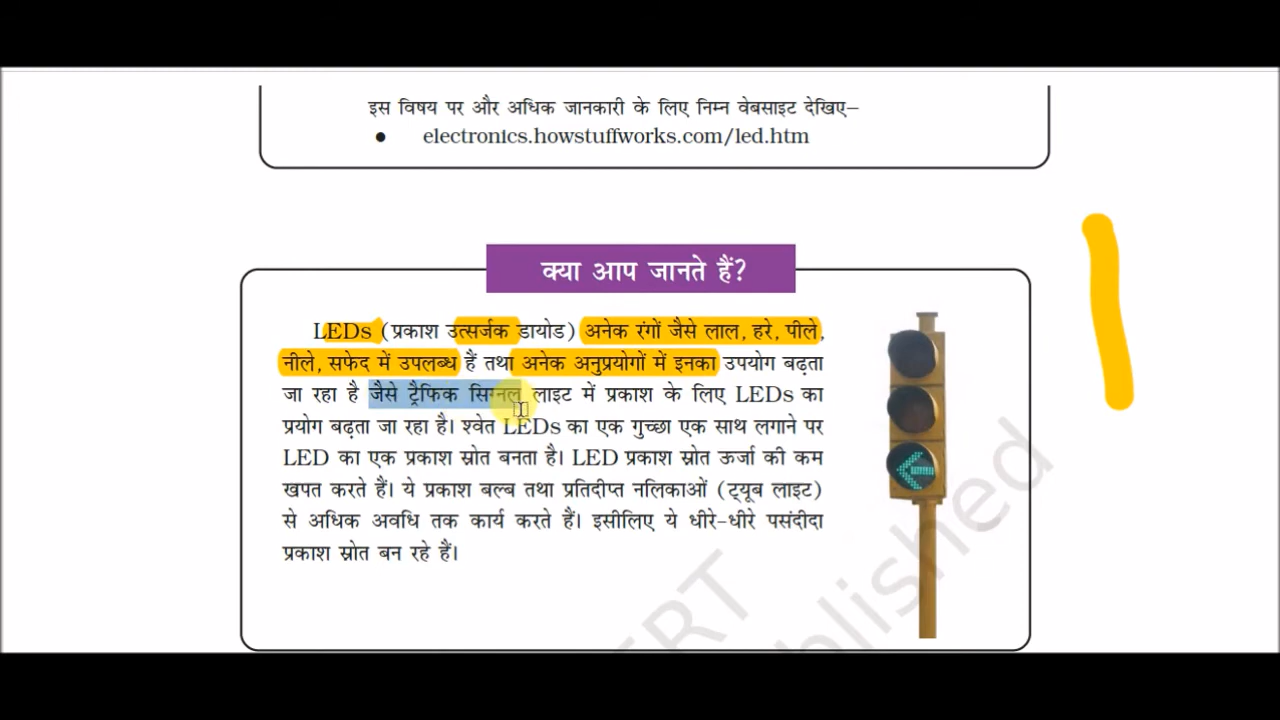 इस विषय पर और अधिक जानकारी के लिए निम्न वेबसाइट देखिए–
• electronics.howstuffworks.com/led.htm
क्या आप जानते हैं?
LEDs (प्रकाश उत्सर्जक डायोड) अनेक रंगों जैसे लाल, हरे, पीले,
नीले, सफेद में उपलब्ध हैं तथा अनेक अनुप्रयोगों में इनका उपयोग बढ़ता
जा रहा है जैसे ट्रैफिक सिग्नल लाइट में प्रकाश के लिए LEDs का
प्रयोग बढ़ता जा रहा है। श्वेत LEDs का एक गुच्छा एक साथ लगाने पर
LED का एक प्रकाश स्रोत बनता है। LED प्रकाश स्रोत ऊर्जा की कम
खपत करते हैं। ये प्रकाश बल्ब तथा प्रतिदीप्त नलिकाओं (ट्यूब लाइट)
से अधिक अवधि तक कार्य करते हैं। इसीलिए ये धीरे-धीरे पसंदीदा
प्रकाश स्रोत बन रहे हैं।